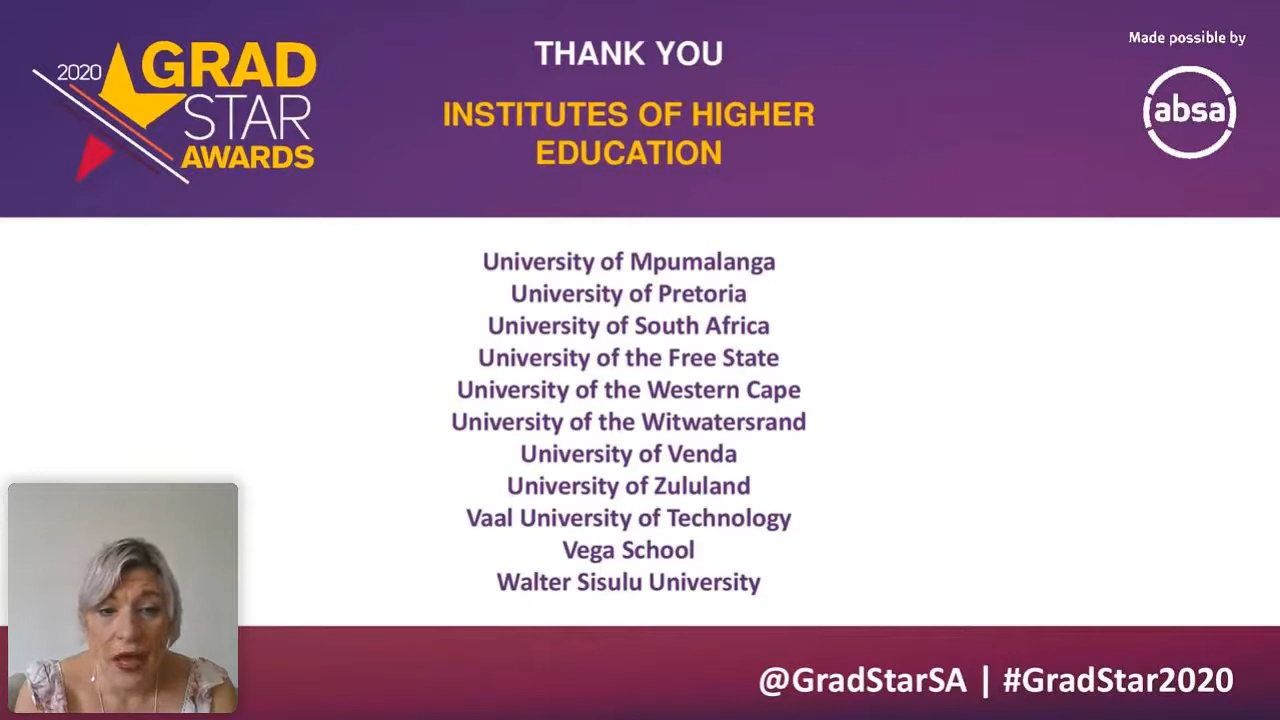 2020
GRAD
STAR
AWARDS
THANK YOU
INSTITUTES OF HIGHER
EDUCATION
Made possible by
absa
University of Mpumalanga
University of Pretoria
University of South Africa
University of the Free State
University of the Western Cape
University of the Witwatersrand
University of Venda
University of Zululand
Vaal University of Technology
Vega School
Walter Sisulu University
@GradStarSA | #GradStar2020